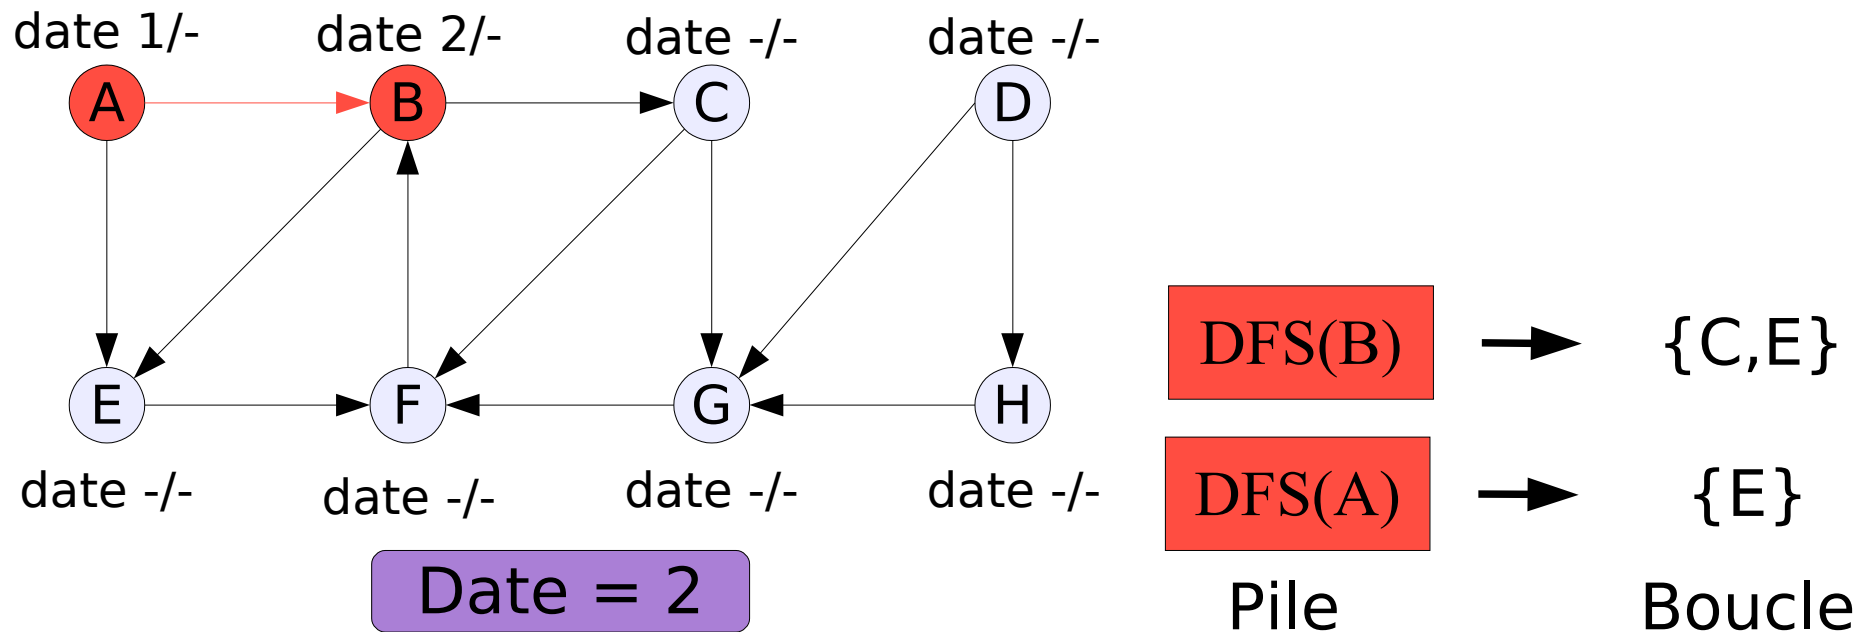 date 1/- date 2/- date -/- date -/-
A B C D
DFS(B) {C,E}
E F G H
date -/- date -/- date -/- date -/-
DFS(A) {E}
Date = 2
Pile Boucle